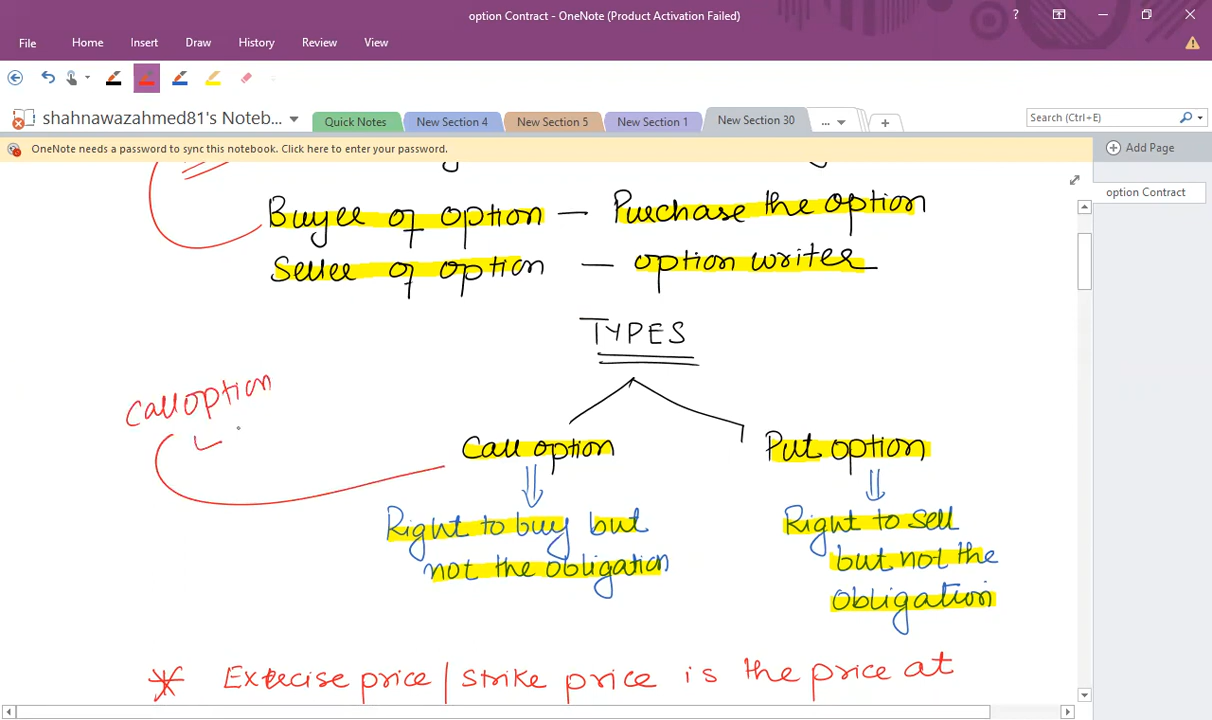 option Contract - OneNote (Product Activation Failed)
?
File Home Insert Draw History Review View
shahnawazahmed81's Noteb...
Quick Notes
New Section 4
New Section 5
New Section 1
New Section 30
...
Search (Ctrl+E)
OneNote needs a password to sync this notebook. Click here to enter your password.
Add Page
option Contract
Buyer of option — Purchase the option
Seller of option — option writer
TYPES
Call option
Call option Put option
Right to buy but
not the obligation
Right to sell
but not the
obligation
* Exercise price / strike price is the price at